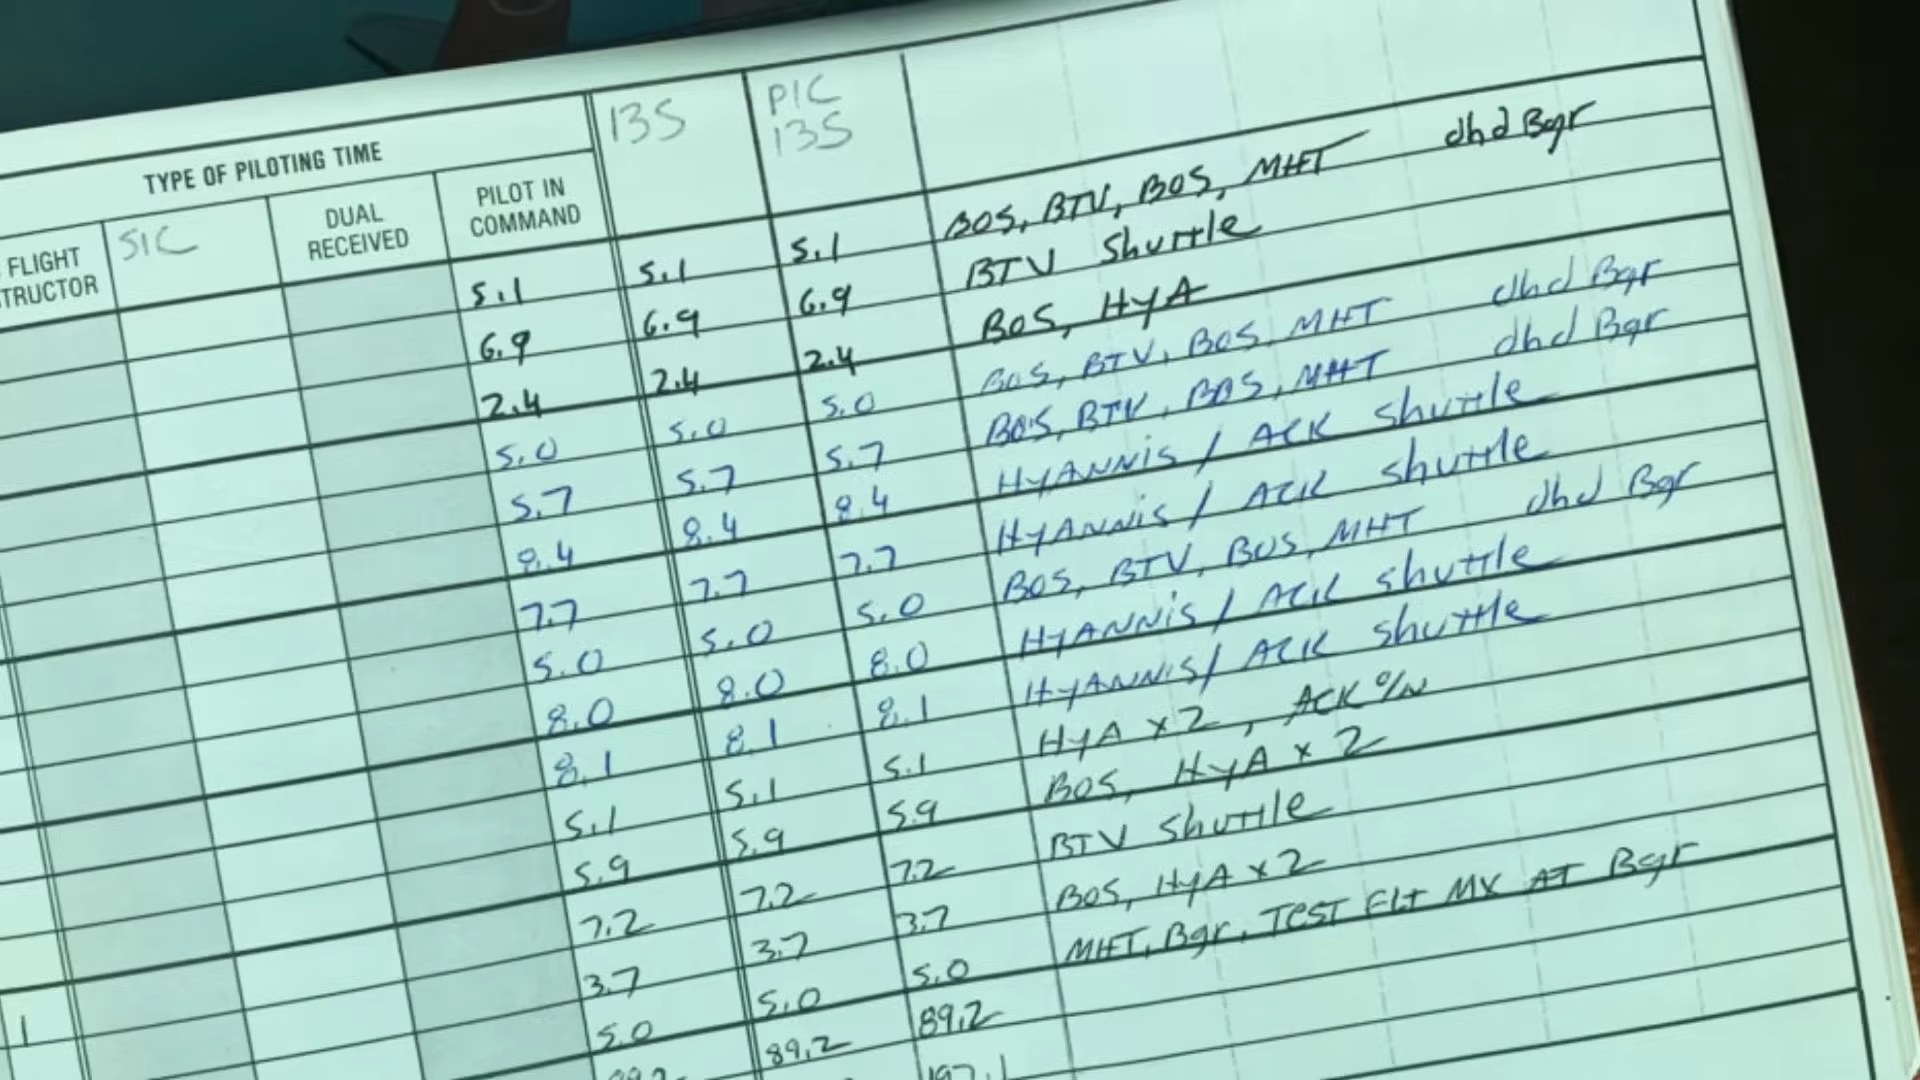 TYPE OF PILOTING TIME
135
PIC
135
FLIGHT
TRUCTOR
SIC
DUAL
RECEIVED
PILOT IN
COMMAND
5.1 5.1 5.1 BOS, BTV, BOS, MHT dhd Bgr
6.9 6.9 6.9 BTV Shuttle
2.4 2.4 2.4 BOS, HYA
5.0 5.0 5.0 BOS, BTV, BOS, MHT dhd Bgr
5.7 5.7 5.7 BOS, BTV, BOS, MHT dhd Bgr
8.4 8.4 8.4 HYANNIS / ACK Shuttle
7.7 7.7 7.7 HYANNIS / ACK Shuttle
5.0 5.0 5.0 BOS, BTV, BOS, MHT dhd Bgr
8.0 8.0 8.0 HYANNIS / ACK Shuttle
8.1 8.1 8.1 HYANNIS / ACK Shuttle
5.1 5.1 5.1 HYA x 2, ACK O/N
5.9 5.9 5.9 BOS, HYA x 2
7.2 7.2 7.2 BTV Shuttle
3.7 3.7 3.7 BOS, HYA x 2
1 5.0 5.0 5.0 MHT, Bgr, TEST FLT MX AT Bgr
89.2 89.2